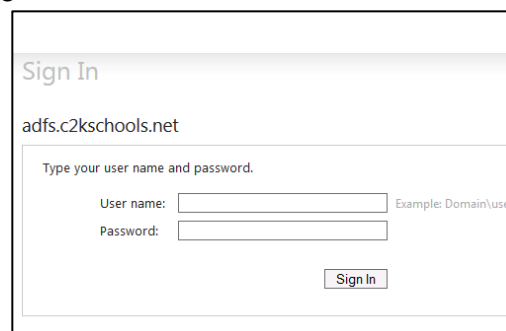 Sign In
adfs.c2kschools.net
Type your user name and password.
User name:
Example: Domain\use
Password:
Sign In